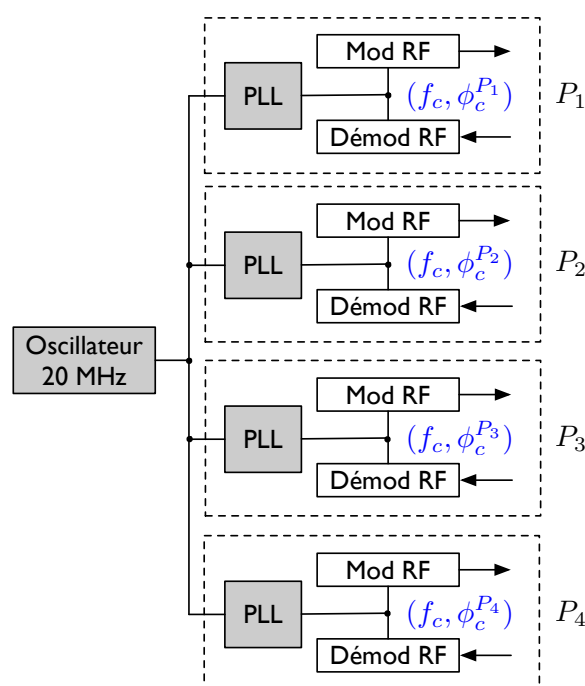 Mod RF
PLL
(f_c, ϕ_c^{P_1})
P_1
Démod RF
Mod RF
PLL
(f_c, ϕ_c^{P_2})
P_2
Démod RF
Oscillateur
20 MHz
Mod RF
PLL
(f_c, ϕ_c^{P_3})
P_3
Démod RF
Mod RF
PLL
(f_c, ϕ_c^{P_4})
P_4
Démod RF